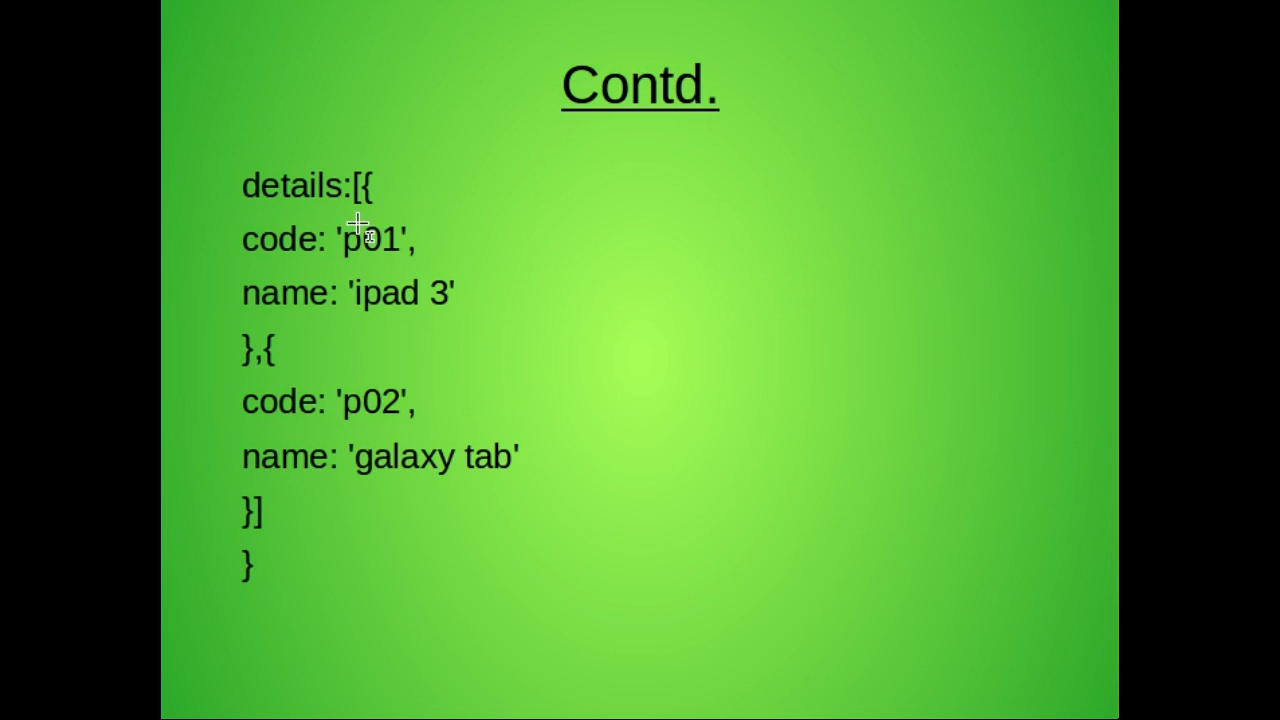 Contd.
details:[{
code: 'p01',
name: 'ipad 3'
},{
code: 'p02',
name: 'galaxy tab'
}]
}